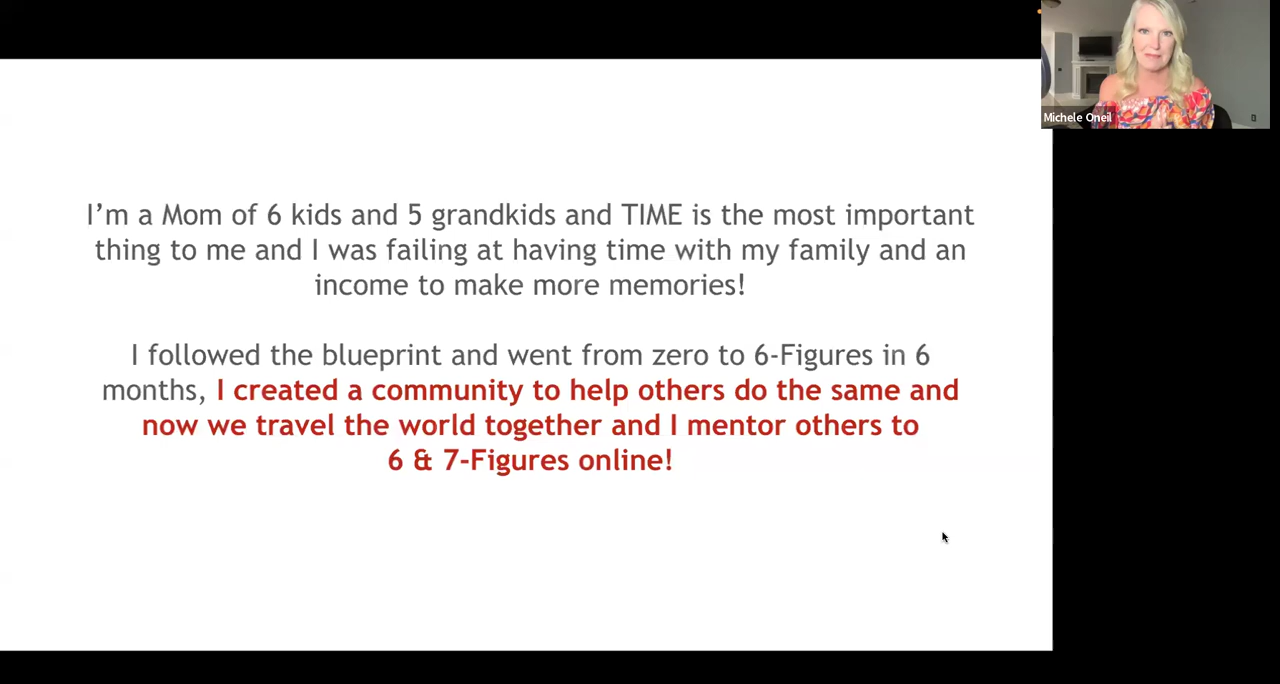 Michele Oneil
I’m a Mom of 6 kids and 5 grandkids and TIME is the most important
thing to me and I was failing at having time with my family and an
income to make more memories!
I followed the blueprint and went from zero to 6-Figures in 6
months, I created a community to help others do the same and
now we travel the world together and I mentor others to
6 & 7-Figures online!